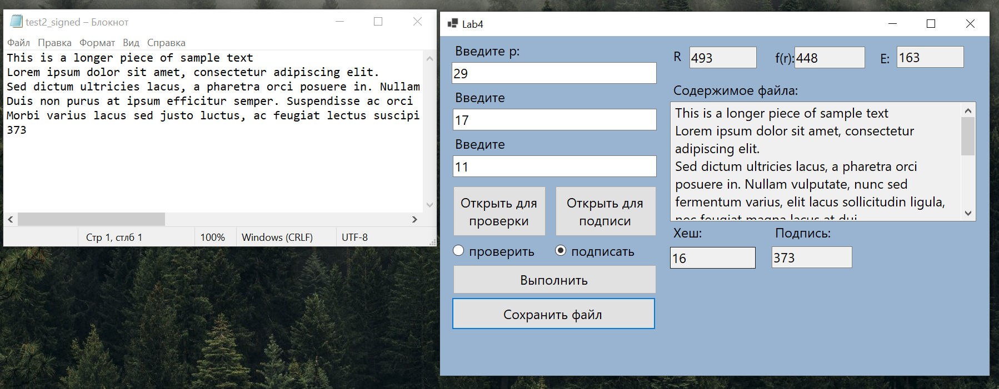 test2_signed – Блокнот
Файл Правка Формат Вид Справка
This is a longer piece of sample text
Lorem ipsum dolor sit amet, consectetur adipiscing elit.
Sed dictum ultricies lacus, a pharetra orci posuere in. Nullam
Duis non purus at ipsum efficitur semper. Suspendisse ac orci
Morbi varius lacus sed justo luctus, ac feugiat lectus suscipi
373
Стр 1, стлб 1 100% Windows (CRLF) UTF-8
Lab4
Введите p:
29
Введите
17
Введите
11
Открыть для
проверки
Открыть для
подписи
проверить подписать
Выполнить
Сохранить файл
R 493 f(r): 448 E: 163
Содержимое файла:
This is a longer piece of sample text
Lorem ipsum dolor sit amet, consectetur
adipiscing elit.
Sed dictum ultricies lacus, a pharetra orci
posuere in. Nullam vulputate, nunc sed
fermentum varius, elit lacus sollicitudin ligula,
nec feugiat magna lacus at dui.
Хеш: Подпись:
16 373